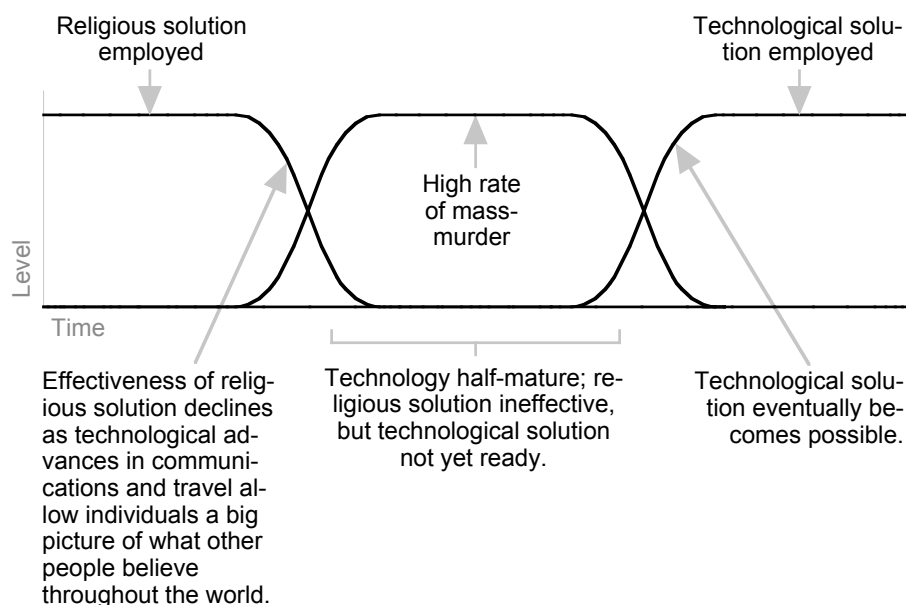 Religious solution
employed
Technological solu-
tion employed
High rate
of mass-
murder
Level
Time
Effectiveness of relig-
ious solution declines
as technological ad-
vances in communi-
cations and travel al-
low individuals a big
picture of what other
people believe
throughout the world.
Technology half-mature; re-
ligious solution ineffective,
but technological solution
not yet ready.
Technological solu-
tion eventually be-
comes possible.